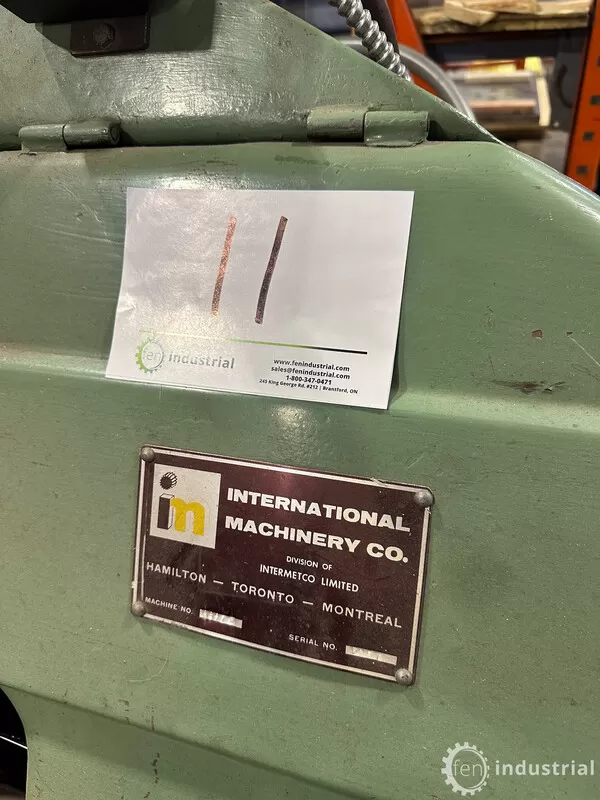 11
fen industrial
www.fenindustrial.com
sales@fenindustrial.com
1-800-347-0471
245 King George Rd. #212 | Brantford, ON
im
INTERNATIONAL
MACHINERY CO.
DIVISION OF
INTERMETCO LIMITED
HAMILTON — TORONTO — MONTREAL
MACHINE NO.
SERIAL NO.
fen industrial